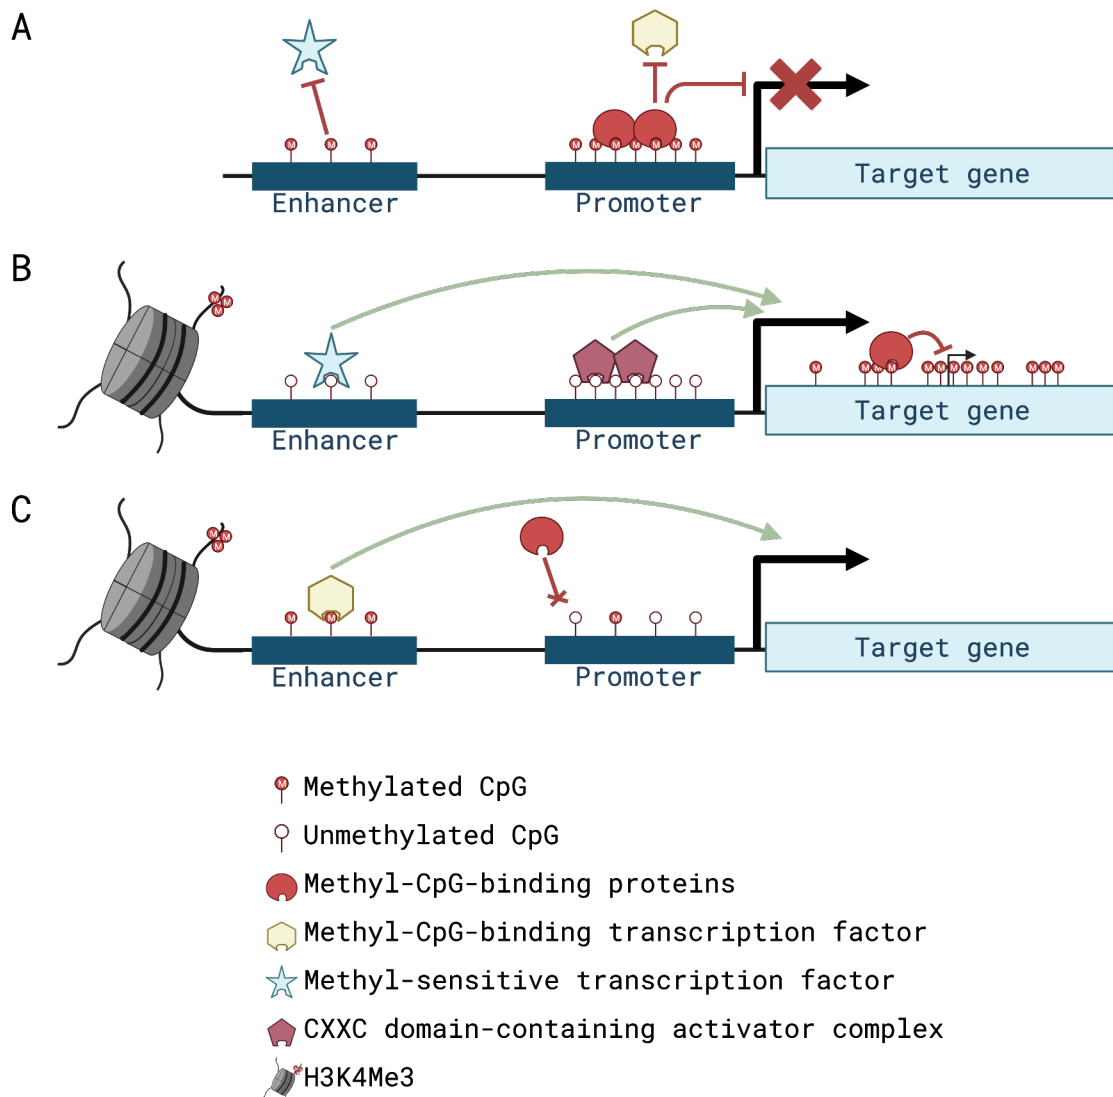 A
M M M
M M M M M M M
Enhancer
Promoter
Target gene
B
M M M
M M M M M M M M M M M M M M
Enhancer
Promoter
Target gene
C
M M M
M M M M
Enhancer
Promoter
Target gene
M Methylated CpG
Unmethylated CpG
Methyl-CpG-binding proteins
Methyl-CpG-binding transcription factor
Methyl-sensitive transcription factor
CXXC domain-containing activator complex
H3K4Me3